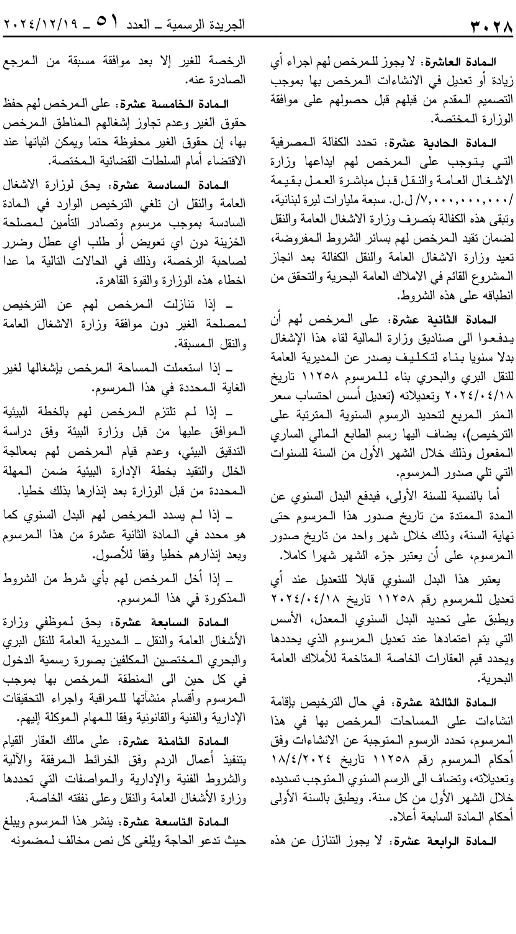 ٣٠٢٨
الجريدة الرسمية ــ العدد ٥١ ــ ٢٠٢٤/١٢/١٩
المادة العاشرة: لا يجوز للمرخص لهم اجراء أي
زيادة أو تعديل في الانشاءات المرخص بها بموجب
التصميم المقدم من قبلهم قبل حصولهم على موافقة
الوزارة المختصة.
المادة الحادية عشرة: تحدد الكفالة المصرفية
التي يتوجب على المرخص لهم ايداعها وزارة
الاشغال العامة والنقل قبل مباشرة العمل بقيمة
/٧,٠٠٠,٠٠٠,٠٠٠/ ل.ل. سبعة مليارات ليرة لبنانية،
وتبقى هذه الكفالة بتصرف وزارة الاشغال العامة والنقل
لضمان تقيد المرخص لهم بسائر الشروط المفروضة،
تعيد وزارة الاشغال العامة والنقل الكفالة بعد انجاز
المشروع القائم في الاملاك العامة البحرية والتحقق من
انطباقه على هذه الشروط.
المادة الثانية عشرة: على المرخص لهم أن
يدفعوا الى صناديق وزارة المالية لقاء هذا الإشغال
بدلا سنويا بناء لتكليف يصدر عن المديرية العامة
للنقل البري والبحري بناء للمرسوم ١١٢٥٨ تاريخ
٢٠٢٤/٠٤/١٨ وتعديلاته (تعديل أسس احتساب سعر
المتر المربع لتحديد الرسوم السنوية المترتبة على
الترخيص)، يضاف اليها رسم الطابع المالي الساري
المفعول وذلك خلال الشهر الأول من السنة للسنوات
التي تلي صدور المرسوم.
أما بالنسبة للسنة الأولى، فيدفع البدل السنوي عن
المدة الممتدة من تاريخ صدور هذا المرسوم حتى
نهاية السنة، وذلك خلال شهر واحد من تاريخ صدور
المرسوم، على أن يعتبر جزء الشهر شهرا كاملا.
يعتبر هذا البدل السنوي قابلا للتعديل عند أي
تعديل للمرسوم رقم ١١٢٥٨ تاريخ ٢٠٢٤/٠٤/١٨
ويطبق على تحديد البدل السنوي المعدل، الأسس
التي يتم اعتمادها عند تعديل المرسوم الذي يحددها
ويحدد قيم العقارات الخاصة المتاخمة للأملاك العامة
البحرية.
المادة الثالثة عشرة: في حال الترخيص بإقامة
انشاءات على المساحات المرخص بها في هذا
المرسوم، تحدد الرسوم المتوجبة عن الانشاءات وفق
أحكام المرسوم رقم ١١٢٥٨ تاريخ ١٨/٤/٢٠٢٤
وتعديلاته، وتضاف الى الرسم السنوي المتوجب تسديده
خلال الشهر الأول من كل سنة. ويطبق بالسنة الأولى
أحكام المادة السابعة أعلاه.
المادة الرابعة عشرة: لا يجوز التنازل عن هذه
الرخصة للغير إلا بعد موافقة مسبقة من المرجع
الصادرة عنه.
المادة الخامسة عشرة: على المرخص لهم حفظ
حقوق الغير وعدم تجاوز إشغالهم المناطق المرخص
بها، إن حقوق الغير محفوظة حتما ويمكن اثباتها عند
الاقتضاء أمام السلطات القضائية المختصة.
المادة السادسة عشرة: يحق لوزارة الاشغال
العامة والنقل ان تلغي الترخيص الوارد في المادة
السادسة بموجب مرسوم وتصادر التأمين لمصلحة
الخزينة دون اي تعويض أو طلب اي عطل وضرر
لصاحبة الرخصة، وذلك في الحالات التالية ما عدا
اخطاء هذه الوزارة والقوة القاهرة.
ــ إذا تنازلت المرخص لهم عن الترخيص
لمصلحة الغير دون موافقة وزارة الاشغال العامة
والنقل المسبقة.
ــ إذا استعملت المساحة المرخص بإشغالها لغير
الغاية المحددة في هذا المرسوم.
ــ إذا لم تلتزم المرخص لهم بالخطة البيئية
الموافق عليها من قبل وزارة البيئة وفق دراسة
التدقيق البيئي، وعدم قيام المرخص لهم بمعالجة
الخلل والتقيد بخطة الإدارة البيئية ضمن المهلة
المحددة من قبل الوزارة بعد إنذارها بذلك خطيا.
ــ إذا لم يسدد المرخص لهم البدل السنوي كما
هو محدد في المادة الثانية عشرة من هذا المرسوم
وبعد إنذارهم خطيا وفقا للأصول.
ــ إذا أخل المرخص لهم بأي شرط من الشروط
المذكورة في هذا المرسوم.
المادة السابعة عشرة: يحق لموظفي وزارة
الأشغال العامة والنقل ــ المديرية العامة للنقل البري
والبحري المختصين المكلفين بصورة رسمية الدخول
في كل حين الى المنطقة المرخص بها بموجب
المرسوم وأقسام منشآتها للمراقبة واجراء التحقيقات
الإدارية والفنية والقانونية وفقا للمهام الموكلة إليهم.
المادة الثامنة عشرة: على مالك العقار القيام
بتنفيذ أعمال الردم وفق الخرائط المرفقة والآلية
والشروط الفنية والإدارية والمواصفات التي تحددها
وزارة الأشغال العامة والنقل وعلى نفقته الخاصة.
المادة التاسعة عشرة: ينشر هذا المرسوم ويبلغ
حيث تدعو الحاجة ويُلغى كل نص مخالف لمضمونه